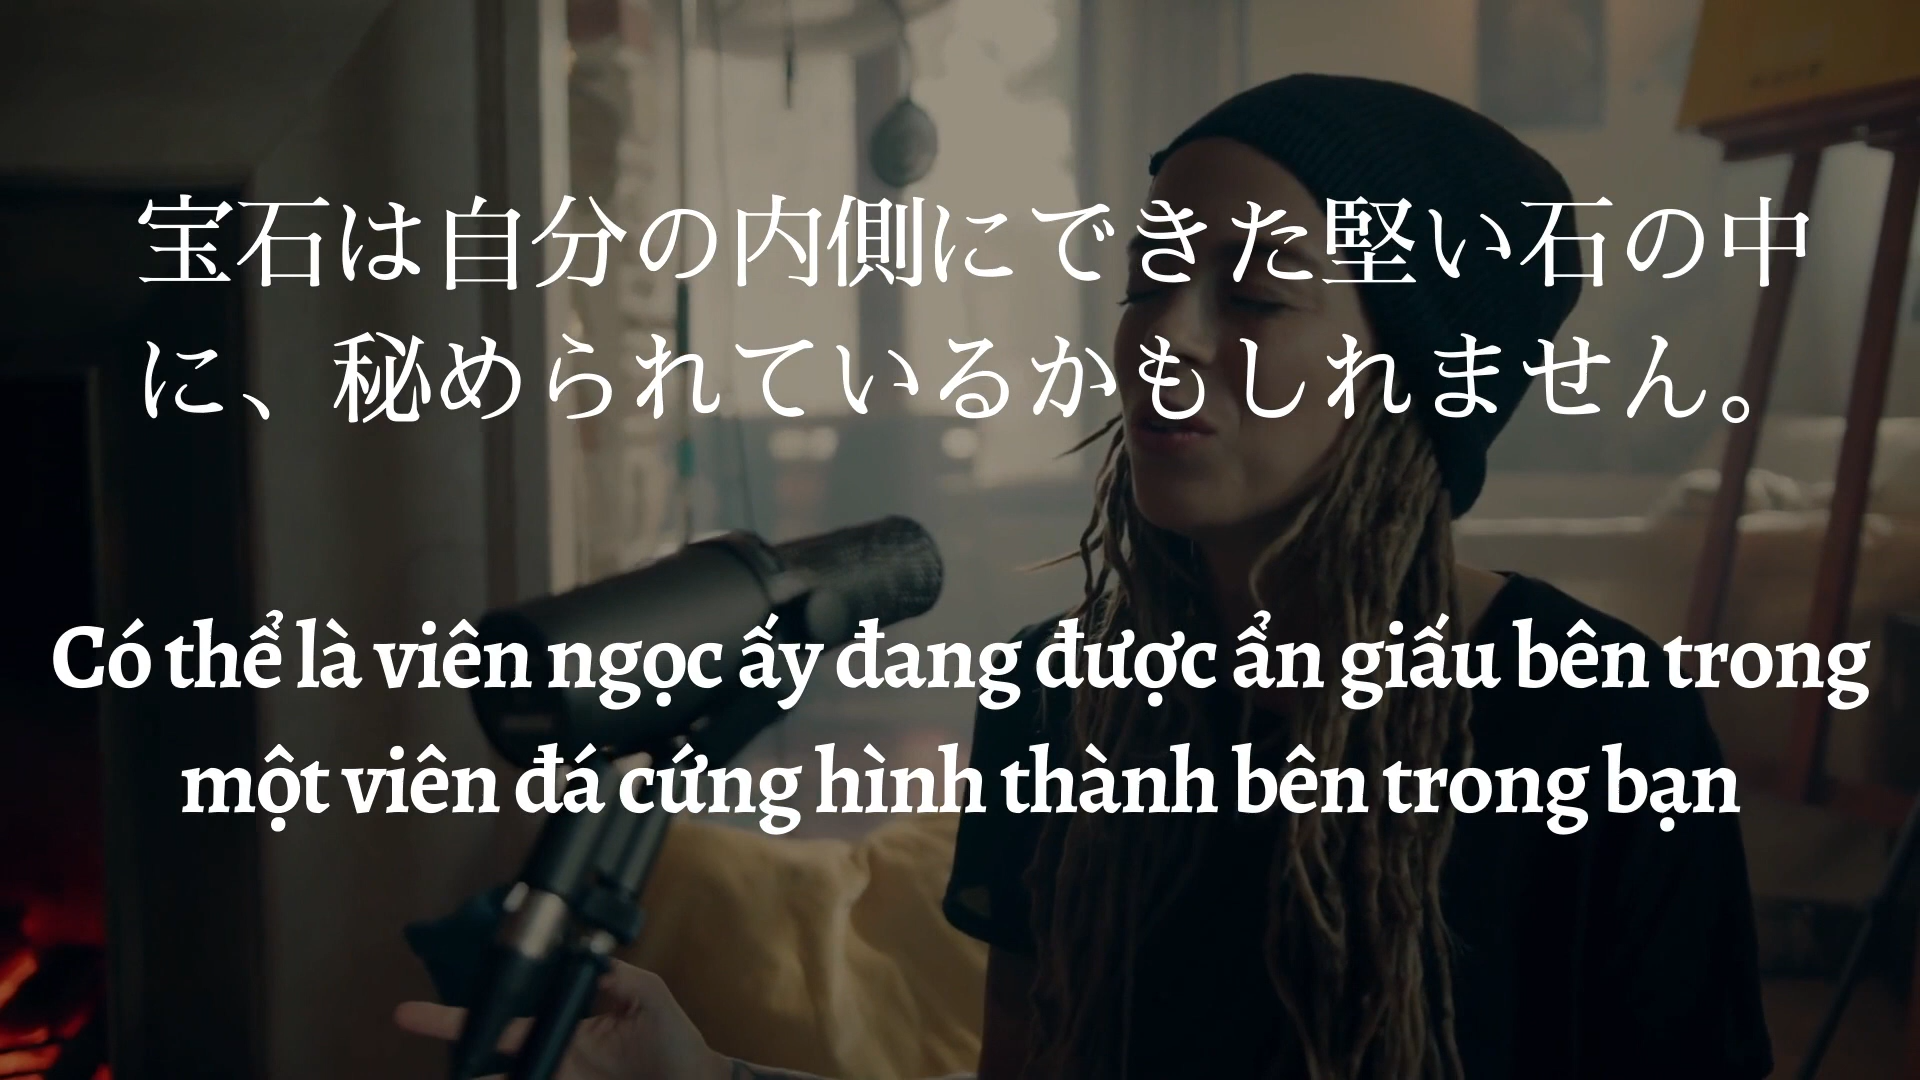 宝石は自分の内側にできた堅い石の中
に、秘められているかもしれません。
Có thể là viên ngọc ấy đang được ẩn giấu bên trong
một viên đá cứng hình thành bên trong bạn